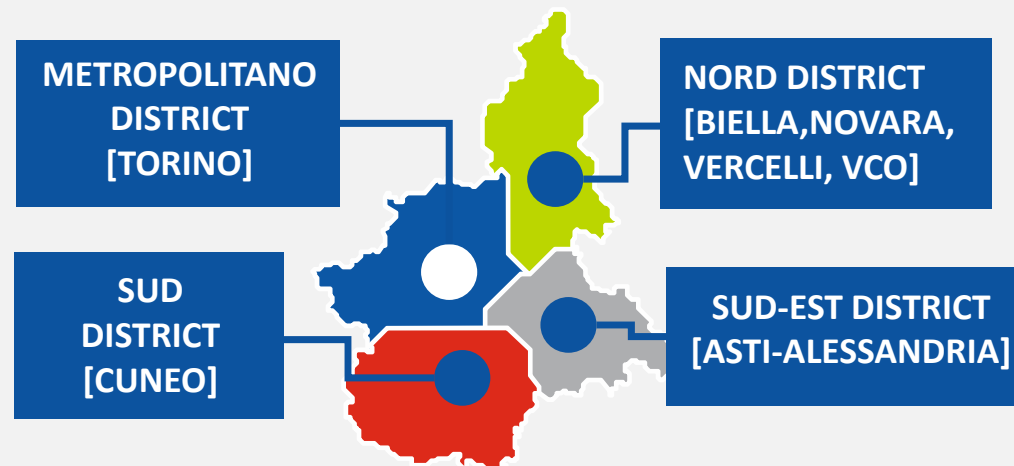 METROPOLITANO
DISTRICT
[TORINO]
NORD DISTRICT
[BIELLA,NOVARA,
VERCELLI, VCO]
SUD
DISTRICT
[CUNEO]
SUD-EST DISTRICT
[ASTI-ALESSANDRIA]